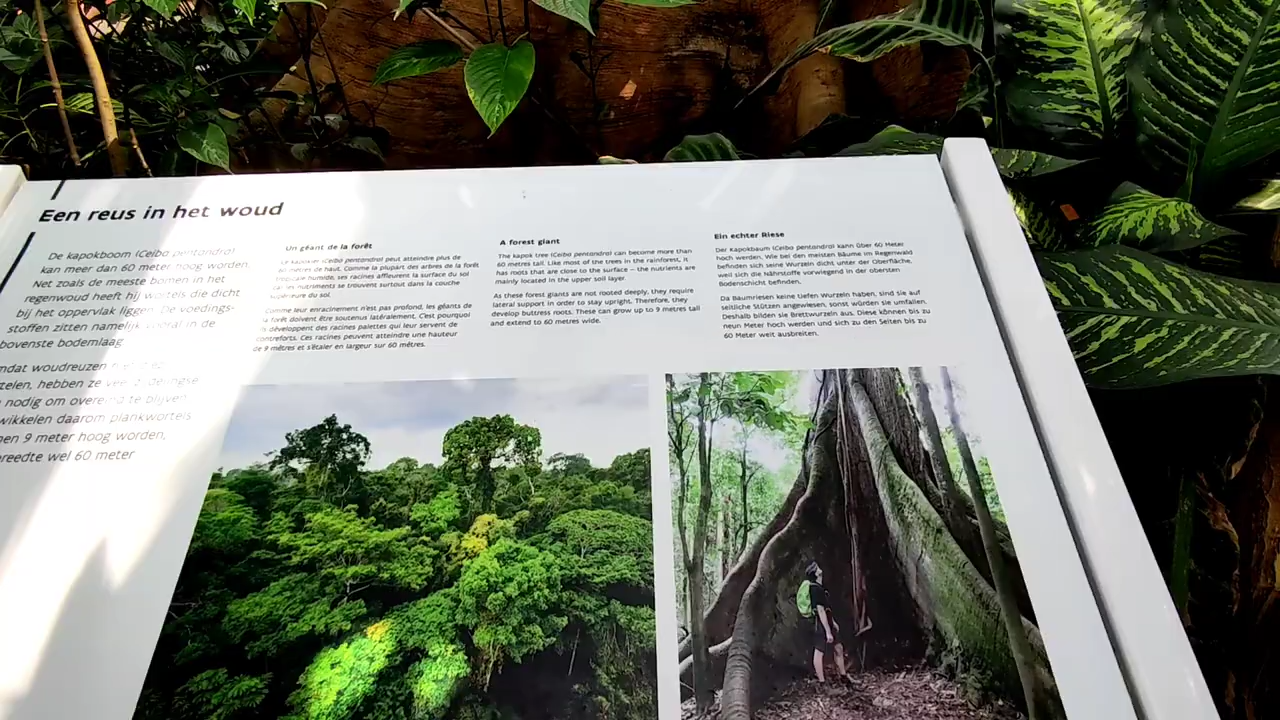 Een reus in het woud
De kapokboom (Ceibo pentandra)
kan meer dan 60 meter hoog worden.
Net zoals de meeste bomen in het
regenwoud heeft hij wortels die dicht
bij het oppervlak liggen. De voedings-
stoffen zitten namelijk vooral in de
bovenste bodemlaag.
mdat woudreuzen niet diep
telen, hebben ze veel zijdelingse
nodig om overeind te blijven.
wikkelen daarom plankwortels
en 9 meter hoog worden,
reedte wel 60 meter
Un géant de la forêt
Le kapokier (Ceibo pentandra) peut atteindre plus de
60 mètres de haut. Comme la plupart des arbres de la forêt
tropicale humide, ses racines affleurent la surface du sol
car les nutriments se trouvent surtout dans la couche
supérieure du sol.
Comme leur enracinement n'est pas profond, les géants de
la forêt doivent être soutenus latéralement. C'est pourquoi
ils développent des racines palettes qui leur servent de
contreforts. Ces racines peuvent atteindre une hauteur
de 9 mètres et s'étaler en largeur sur 60 mètres.
A forest giant
The kapok tree (Ceibo pentandra) can become more than
60 metres tall. Like most of the trees in the rainforest, it
has roots that are close to the surface – the nutrients are
mainly located in the upper soil layer.
As these forest giants are not rooted deeply, they require
lateral support in order to stay upright. Therefore, they
develop buttress roots. These can grow up to 9 metres tall
and extend to 60 metres wide.
Ein echter Riese
Der Kapokbaum (Ceibo pentandra) kann über 60 Meter
hoch werden. Wie bei den meisten Bäume im Regenwald
befinden sich seine Wurzeln dicht unter der Oberfläche,
weil sich die Nährstoffe vorwiegend in der obersten
Bodenschicht befinden.
Da Baumriesen keine tiefen Wurzeln haben, sind sie auf
seitliche Stützen angewiesen, sonst würden sie umfallen.
Deshalb bilden sie Brettwurzeln aus. Diese können bis zu
neun Meter hoch werden und sich zu den Seiten bis zu
60 Meter weit ausbreiten.